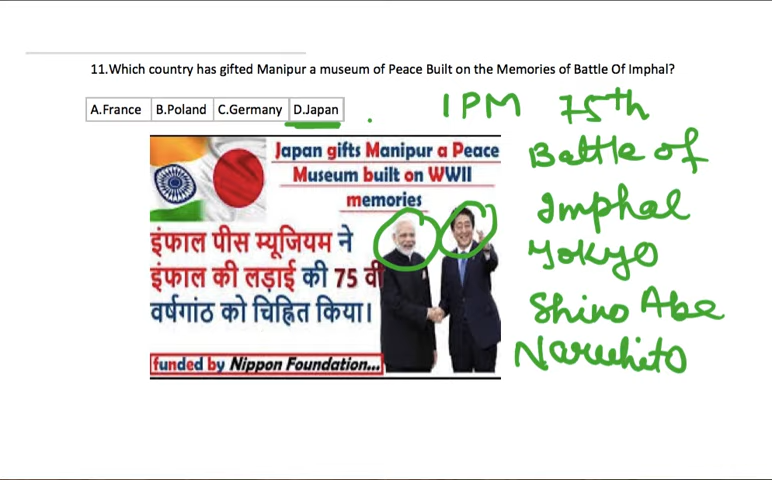 11.Which country has gifted Manipur a museum of Peace Built on the Memories of Battle Of Imphal?
A.France B.Poland C.Germany D.Japan
IPM 75th
Battle of
Imphal
Tokyo
Shino Abe
Naruhito
Japan gifts Manipur a Peace
Museum built on WWII
memories
इंफाल पीस म्यूजियम ने
इंफाल की लड़ाई की 75 वीं
वर्षगांठ को चिह्नित किया।
funded by Nippon Foundation...